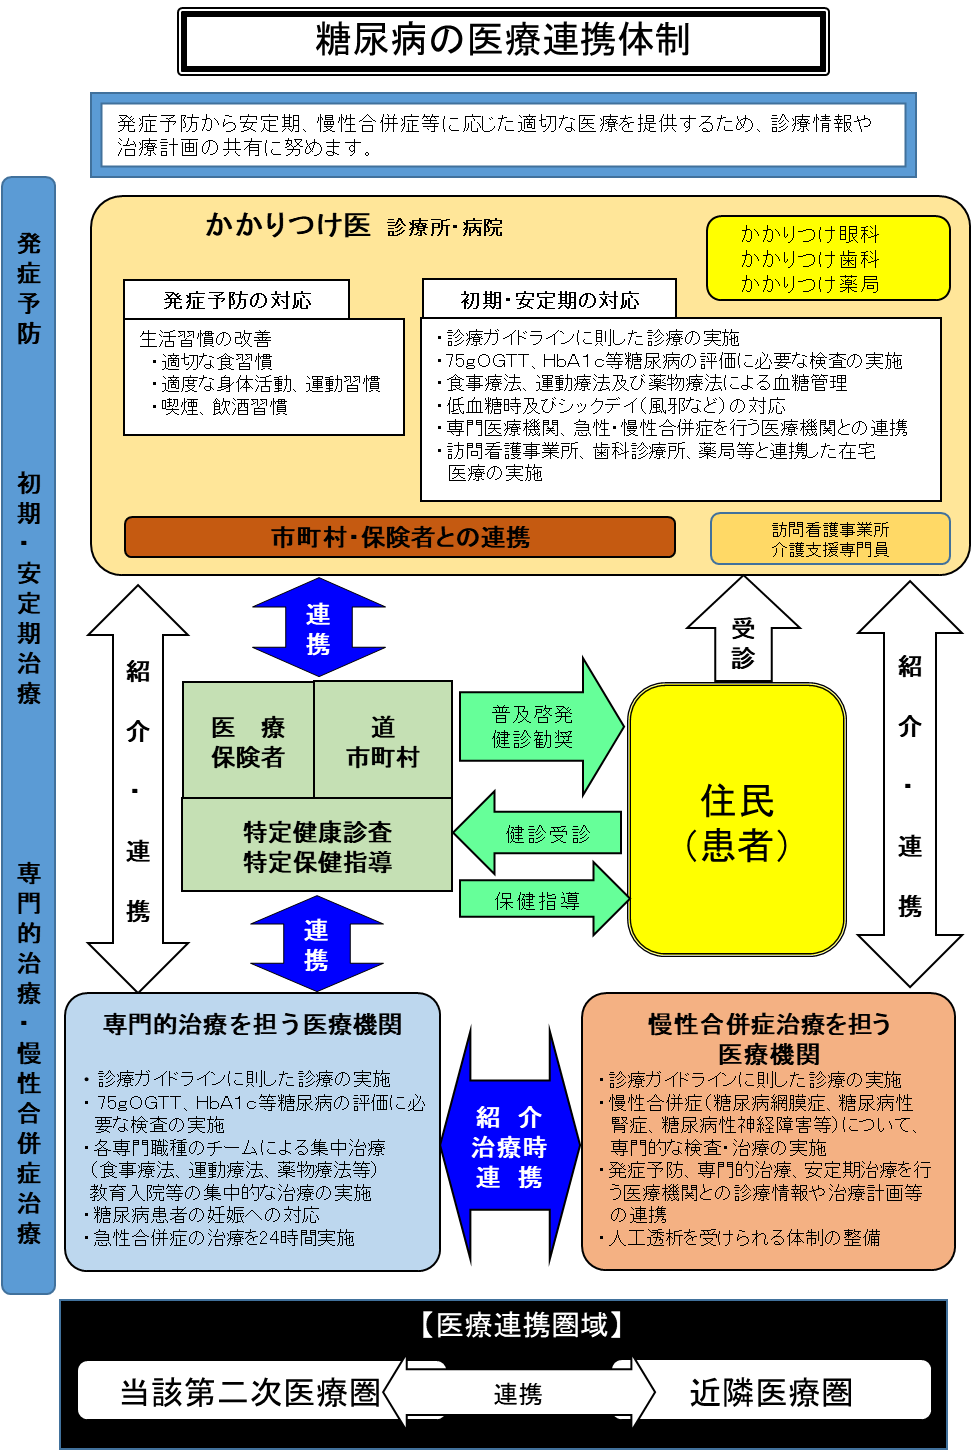 糖尿病の医療連携体制
発症予防から安定期、慢性合併症等に応じた適切な医療を提供するため、診療情報や
治療計画の共有に努めます。
発症予防
初期・安定期治療
専門的治療・慢性合併症治療
かかりつけ医 診療所・病院
かかりつけ眼科
かかりつけ歯科
かかりつけ薬局
発症予防の対応
生活習慣の改善
・適切な食習慣
・適度な身体活動、運動習慣
・喫煙、飲酒習慣
初期・安定期の対応
・診療ガイドラインに則した診療の実施
・75gOGTT、HbA1c等糖尿病の評価に必要な検査の実施
・食事療法、運動療法及び薬物療法による血糖管理
・低血糖時及びシックデイ(風邪など)の対応
・専門医療機関、急性・慢性合併症を行う医療機関との連携
・訪問看護事業所、歯科診療所、薬局等と連携した在宅
医療の実施
市町村・保険者との連携
訪問看護事業所
介護支援専門員
紹介・連携
連
携
受
診
紹介・連携
医　療
保険者
道
市町村
特定健康診査
特定保健指導
普及啓発
健診勧奨
健診受診
保健指導
住民
（患者）
連
携
専門的治療を担う医療機関
・診療ガイドラインに則した診療の実施
・75gOGTT、HbA1c等糖尿病の評価に必
要な検査の実施
・各専門職種のチームによる集中治療
（食事療法、運動療法、薬物療法等）
教育入院等の集中的な治療の実施
・糖尿病患者の妊娠への対応
・急性合併症の治療を24時間実施
紹　介
治療時
連　携
慢性合併症治療を担う
医療機関
・診療ガイドラインに則した診療の実施
・慢性合併症（糖尿病網膜症、糖尿病性
腎症、糖尿病性神経障害等）について、
専門的な検査・治療の実施
・発症予防、専門的治療、安定期治療を行
う医療機関との診療情報や治療計画等
の連携
・人工透析を受けられる体制の整備
【医療連携圏域】
当該第二次医療圏
連携
近隣医療圏